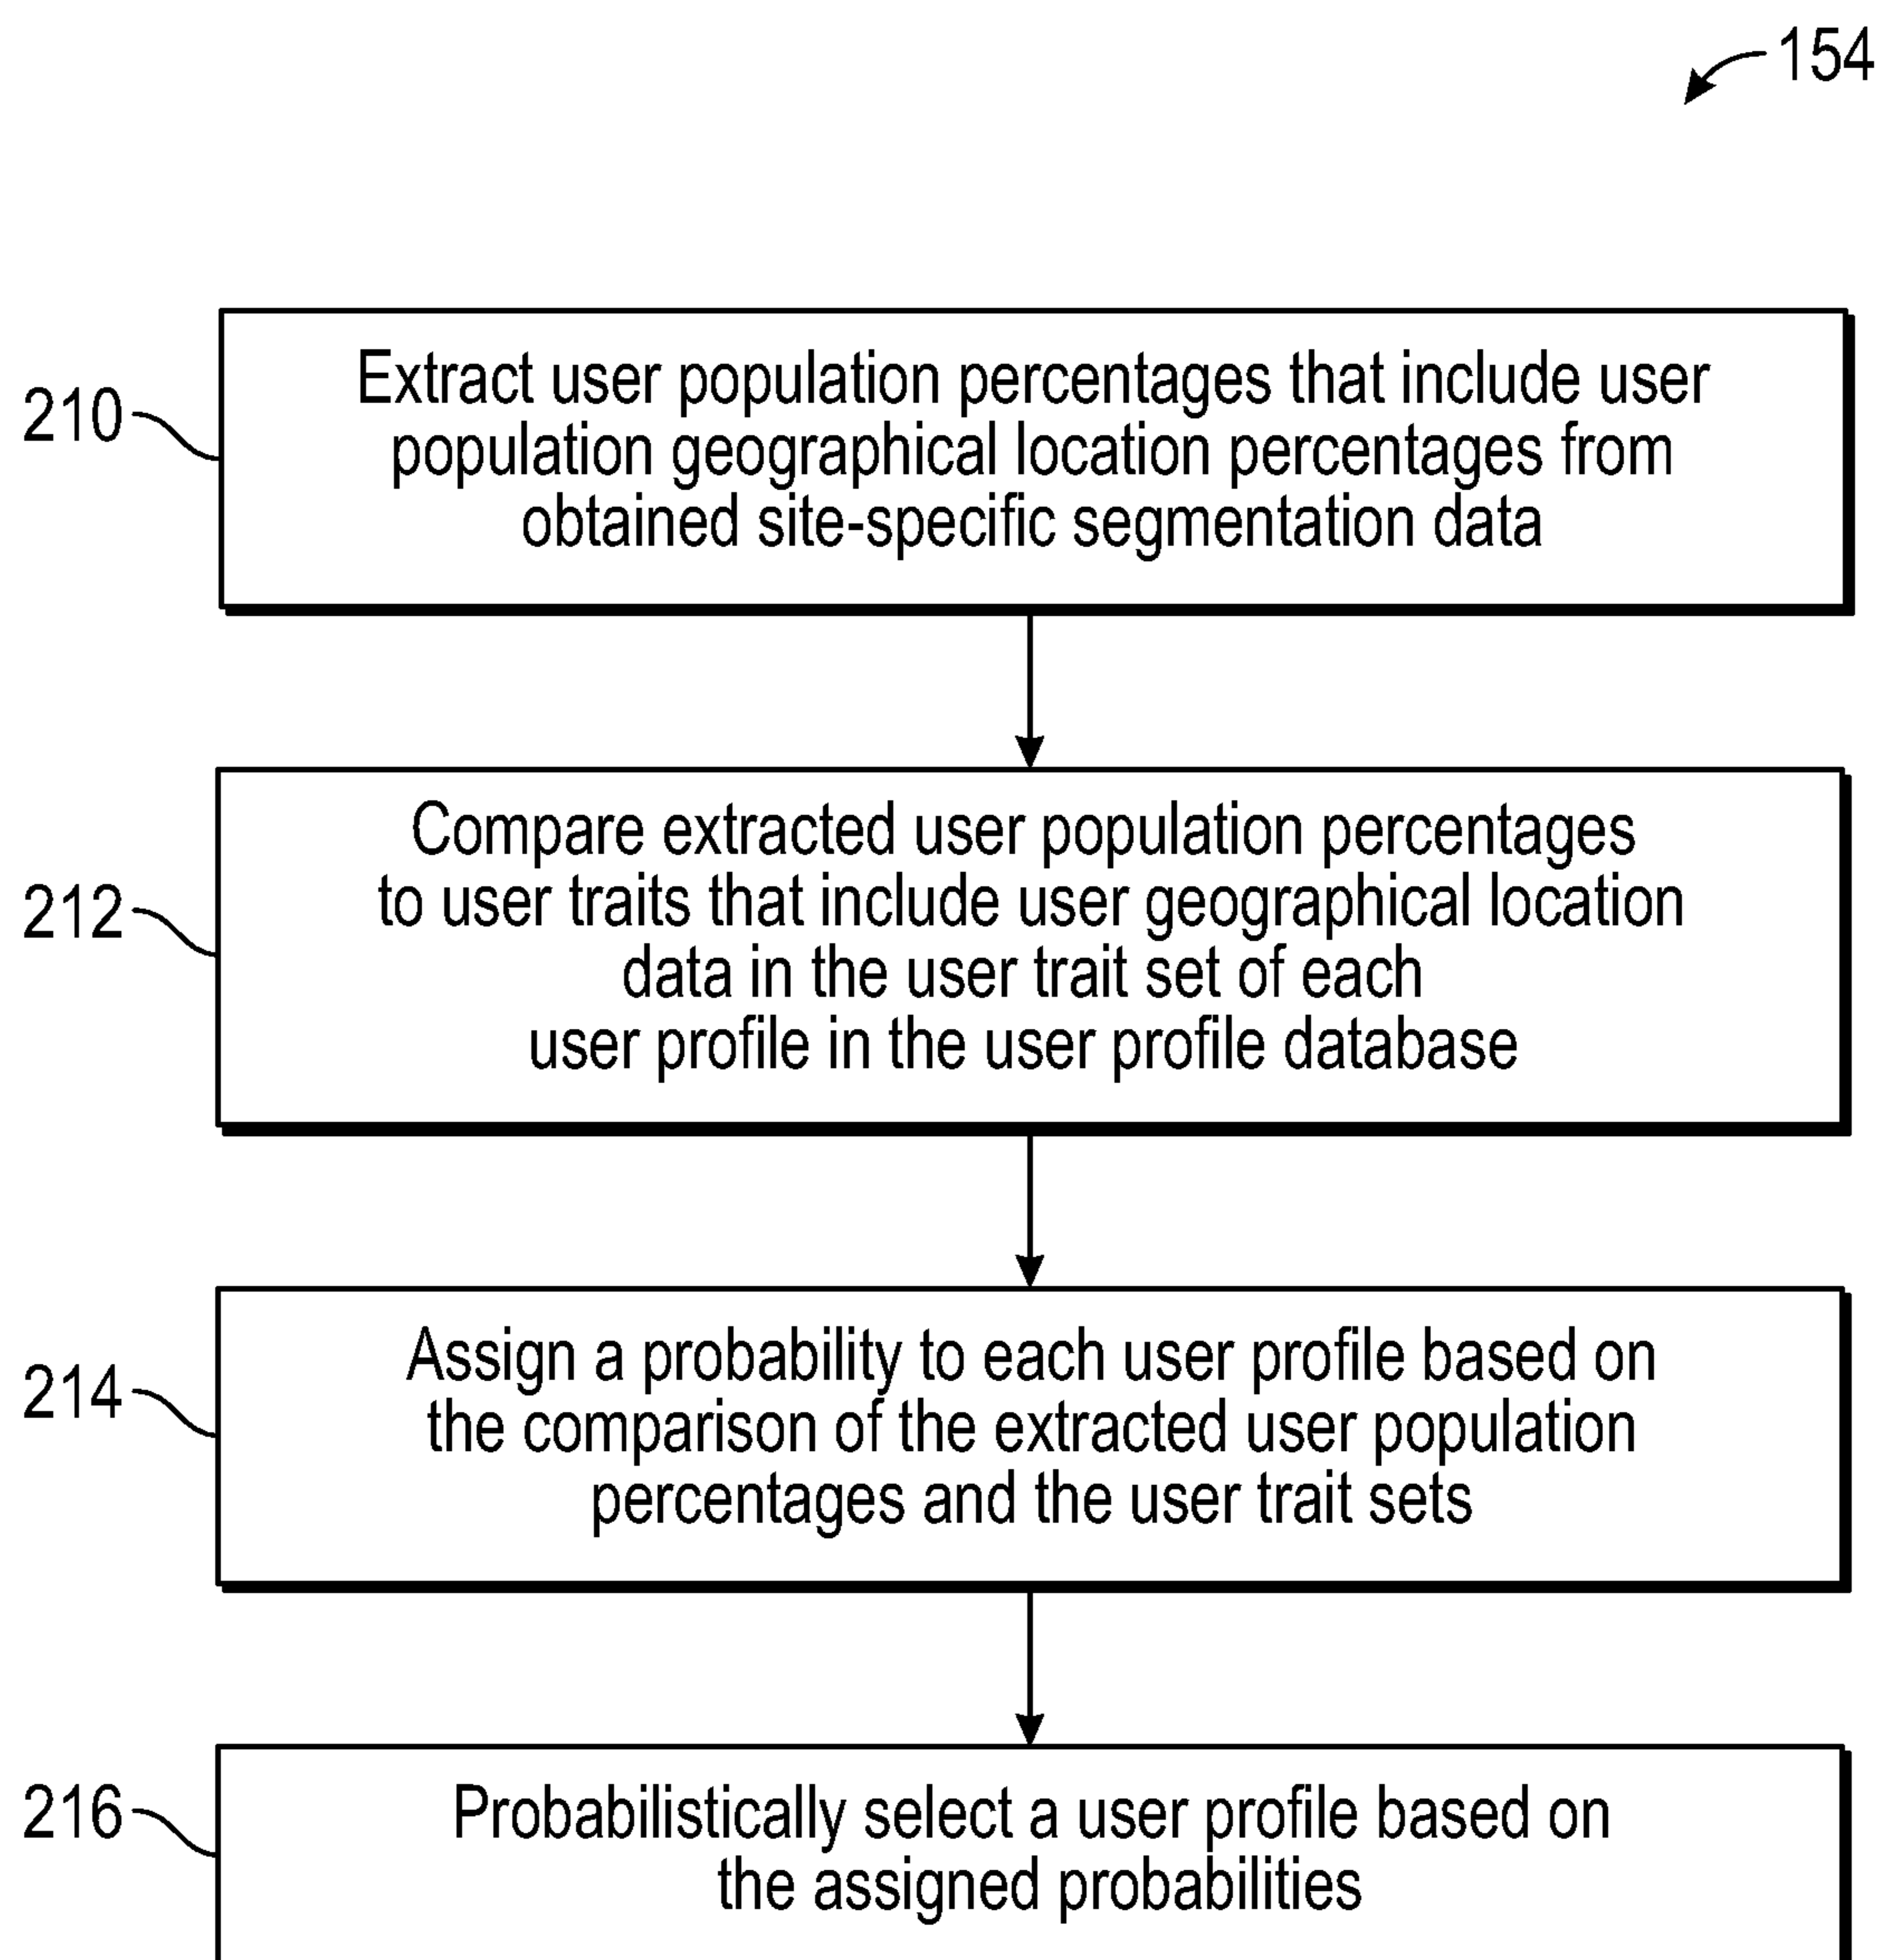 154
210
Extract user population percentages that include user
population geographical location percentages from
obtained site-specific segmentation data
212
Compare extracted user population percentages
to user traits that include user geographical location
data in the user trait set of each
user profile in the user profile database
214
Assign a probability to each user profile based on
the comparison of the extracted user population
percentages and the user trait sets
216
Probabilistically select a user profile based on
the assigned probabilities